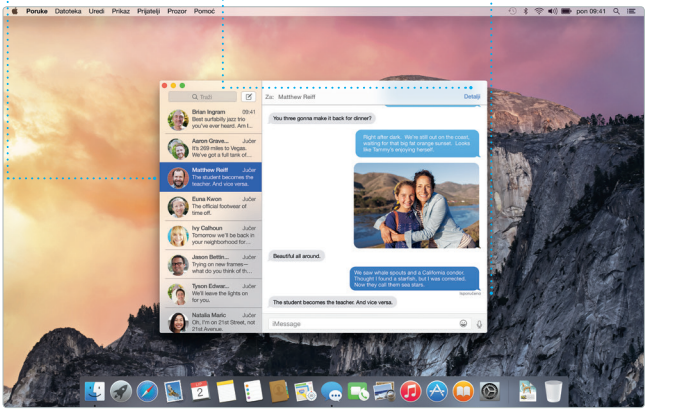 Poruke Datoteka Uredi Prikaz Prijatelji Prozor Pomoć
pon 09:41
Traži
Za: Matthew Reiff
Detalji
Brian Ingram 09:41
Best surfabilly jazz trio
you've ever heard. Am I...
Aaron Grave... Jučer
It's 269 miles to Vegas.
We've got a full tank of...
Matthew Reiff Jučer
The student becomes the
teacher. And vice versa.
Euna Kwon Jučer
The official footwear of
time off.
Ivy Calhoun Jučer
Tomorrow we'll be back in
your neighborhood for...
Jason Bettin... Jučer
Trying on new frames—
what do you think of th...
Tyson Edwar... Jučer
We'll leave the lights on
for you.
Natalia Maric Jučer
Oh, I'm on 21st Street, not
21st Avenue.
You three gonna make it back for dinner?
Right after dark. We're still out on the coast,
waiting for that big fat orange sunset. Looks
like Tammy's enjoying herself.
Beautiful all around.
We saw whale spouts and a California condor.
Thought I found a starfish, but I was corrected.
Now they call them sea stars.
The student becomes the teacher. And vice versa.
iMessage
2